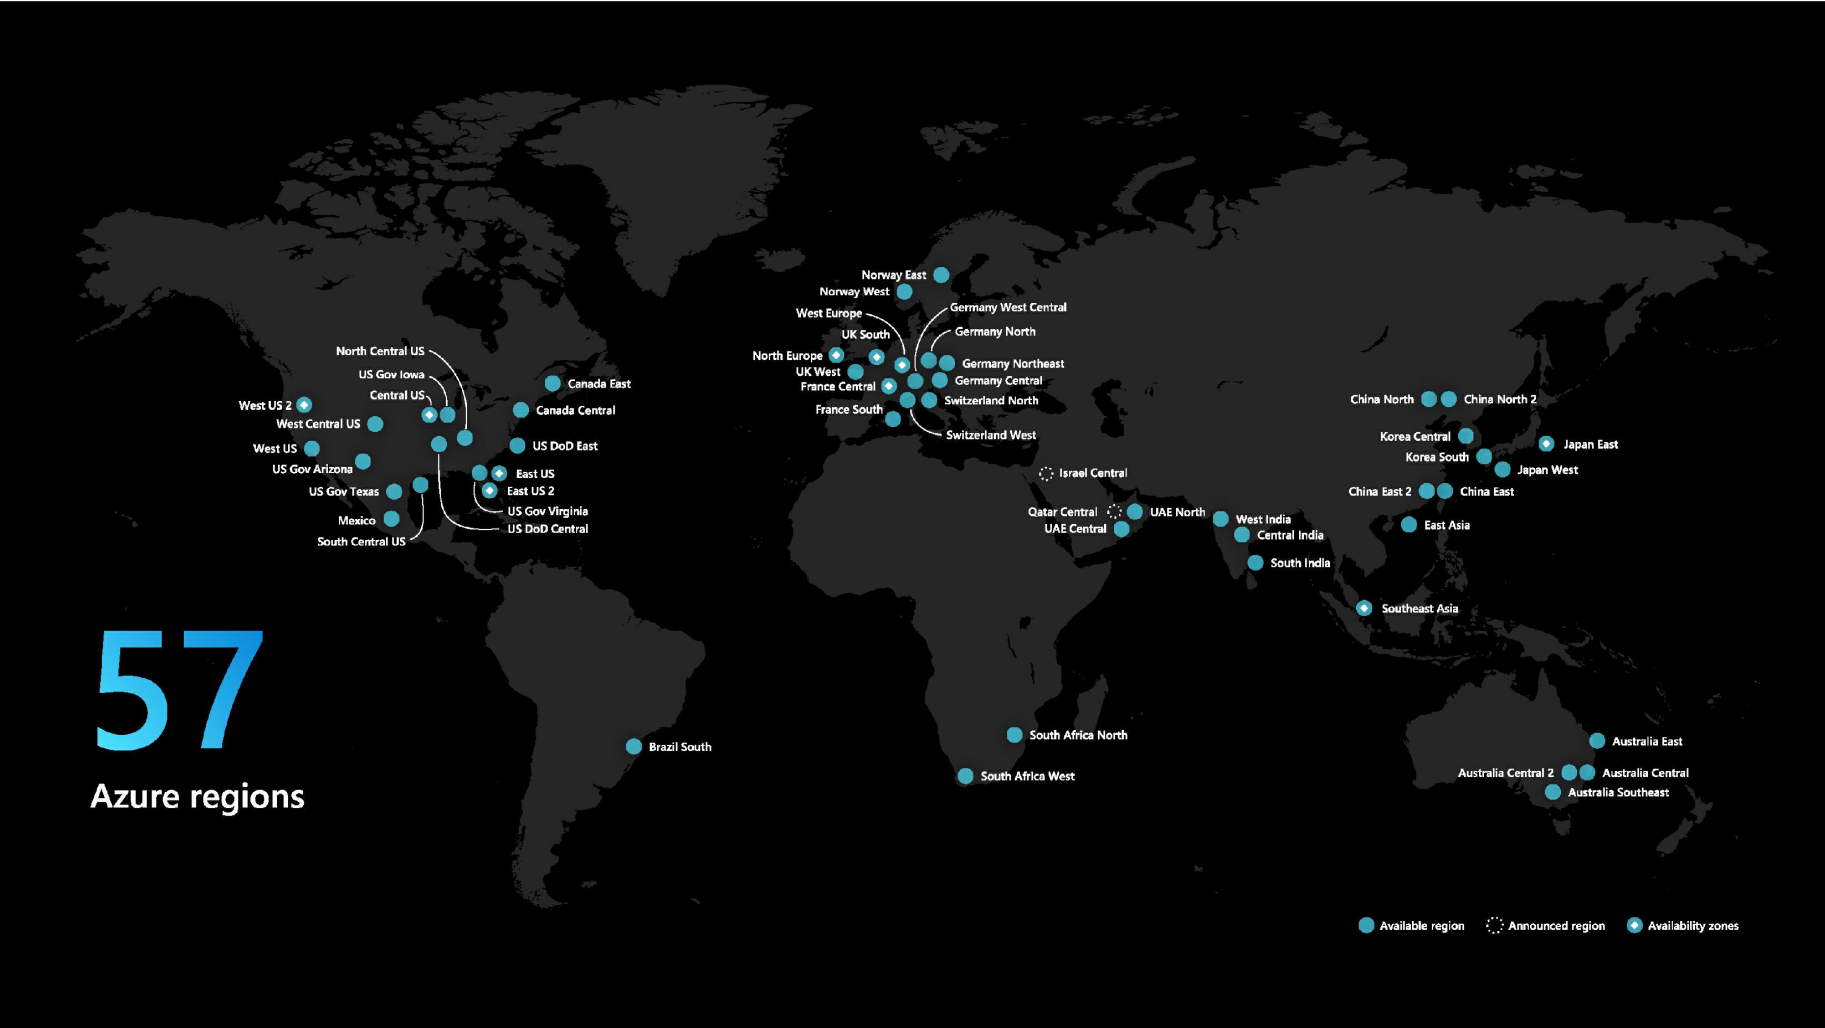 Norway East
Norway West
Germany West Central
West Europe
Germany North
UK South
North Central US
North Europe
Germany Northeast
UK West
US Gov Iowa
Germany Central
Canada East
France Central
Central US
China North
China North 2
Switzerland North
West US 2
France South
Canada Central
West Central US
Switzerland West
Korea Central
Japan East
US DoD East
West US
Korea South
US Gov Arizona
Japan West
Israel Central
East US
US Gov Texas
East US 2
China East 2
China East
US Gov Virginia
Qatar Central
UAE North
Mexico
West India
US DoD Central
UAE Central
East Asia
South Central US
Central India
South India
Southeast Asia
57
Azure regions
South Africa North
Brazil South
South Africa West
Australia East
Australia Central 2
Australia Central
Australia Southeast
Available region
Announced region
Availability zones